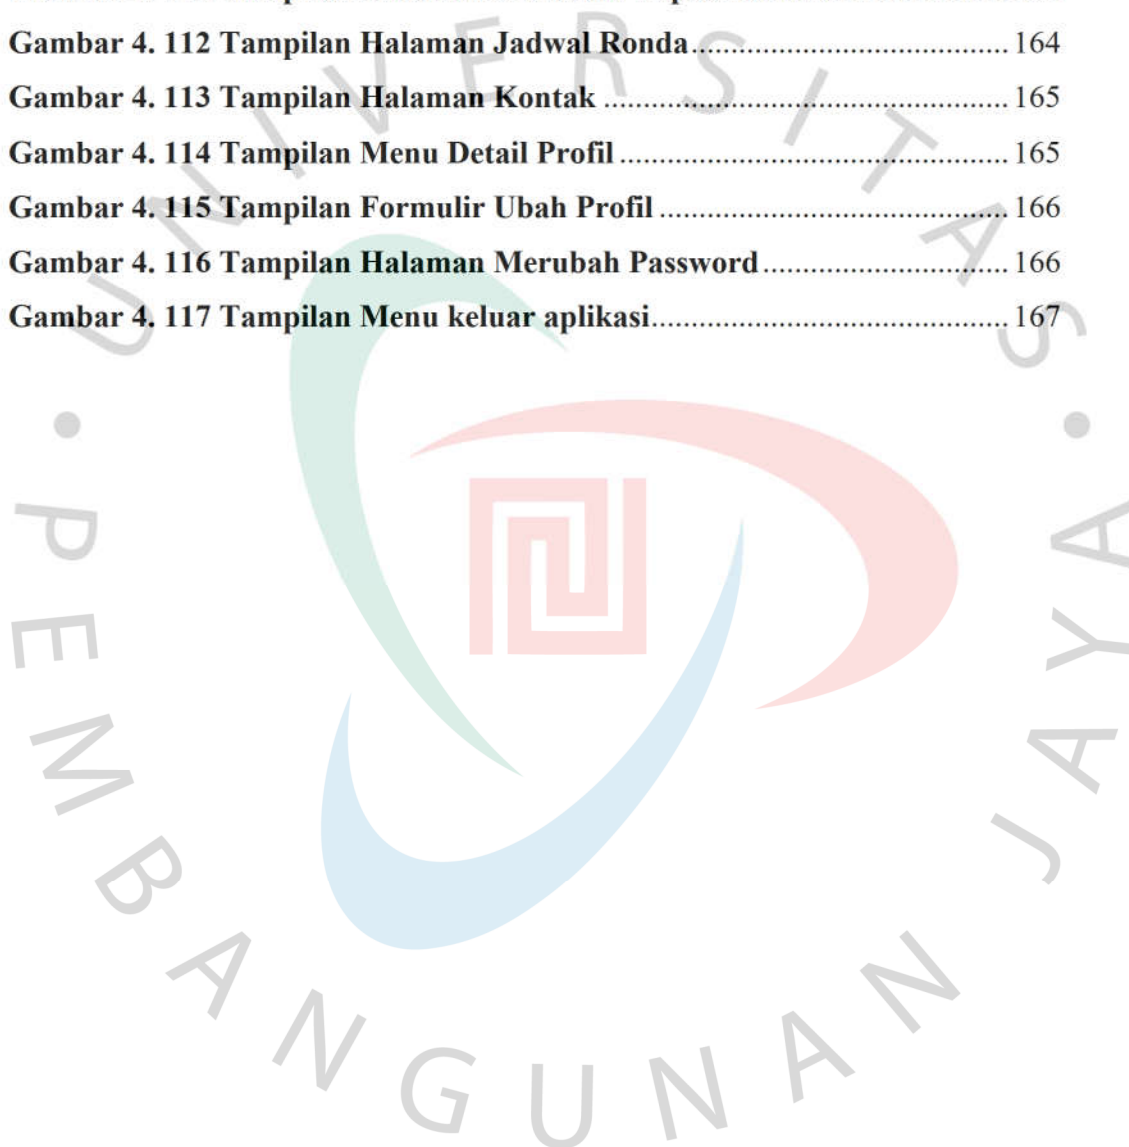 Gambar 4. 112 Tampilan Halaman Jadwal Ronda........................................ 164
Gambar 4. 113 Tampilan Halaman Kontak ................................................... 165
Gambar 4. 114 Tampilan Menu Detail Profil ................................................. 165
Gambar 4. 115 Tampilan Formulir Ubah Profil ............................................ 166
Gambar 4. 116 Tampilan Halaman Merubah Password ............................... 166
Gambar 4. 117 Tampilan Menu keluar aplikasi............................................. 167
UNIVERSITAS
PEMBANGUNAN JAYA